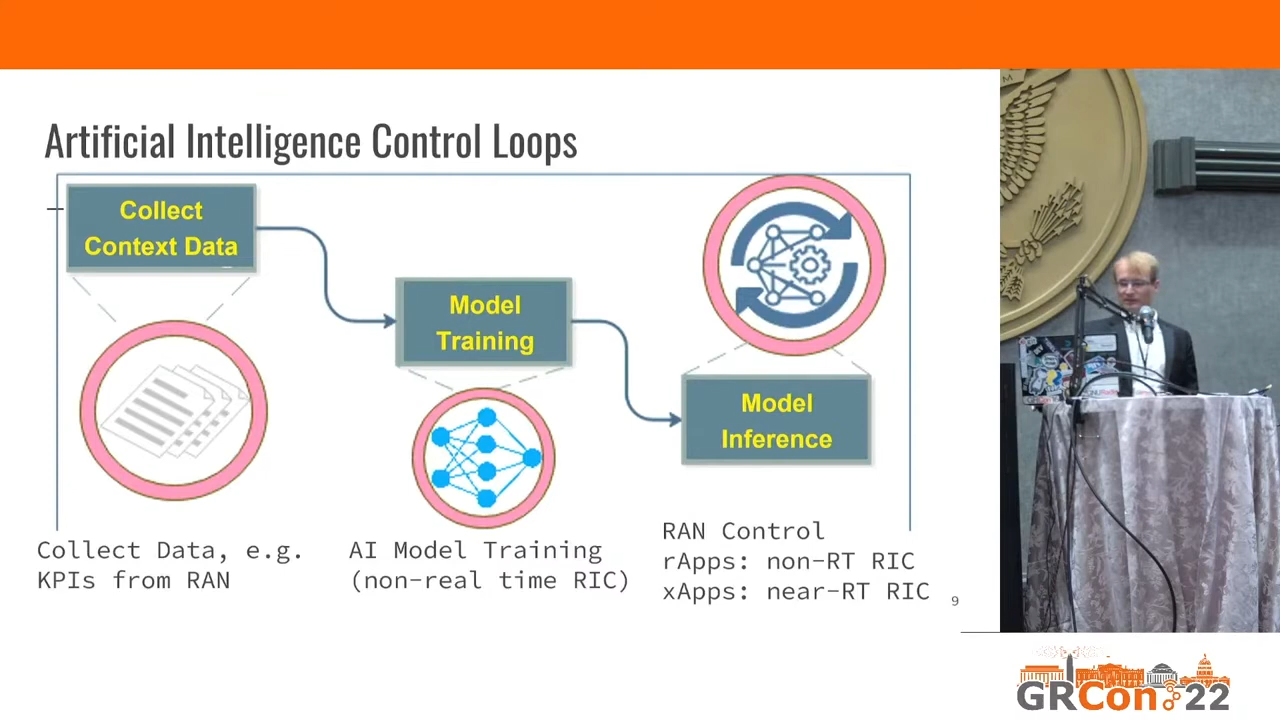 Artificial Intelligence Control Loops
Collect
Context Data
Model
Training
Model
Inference
Collect Data, e.g.
KPIs from RAN
AI Model Training
(non-real time RIC)
RAN Control
rApps: non-RT RIC
xApps: near-RT RIC
9
GRCon 22